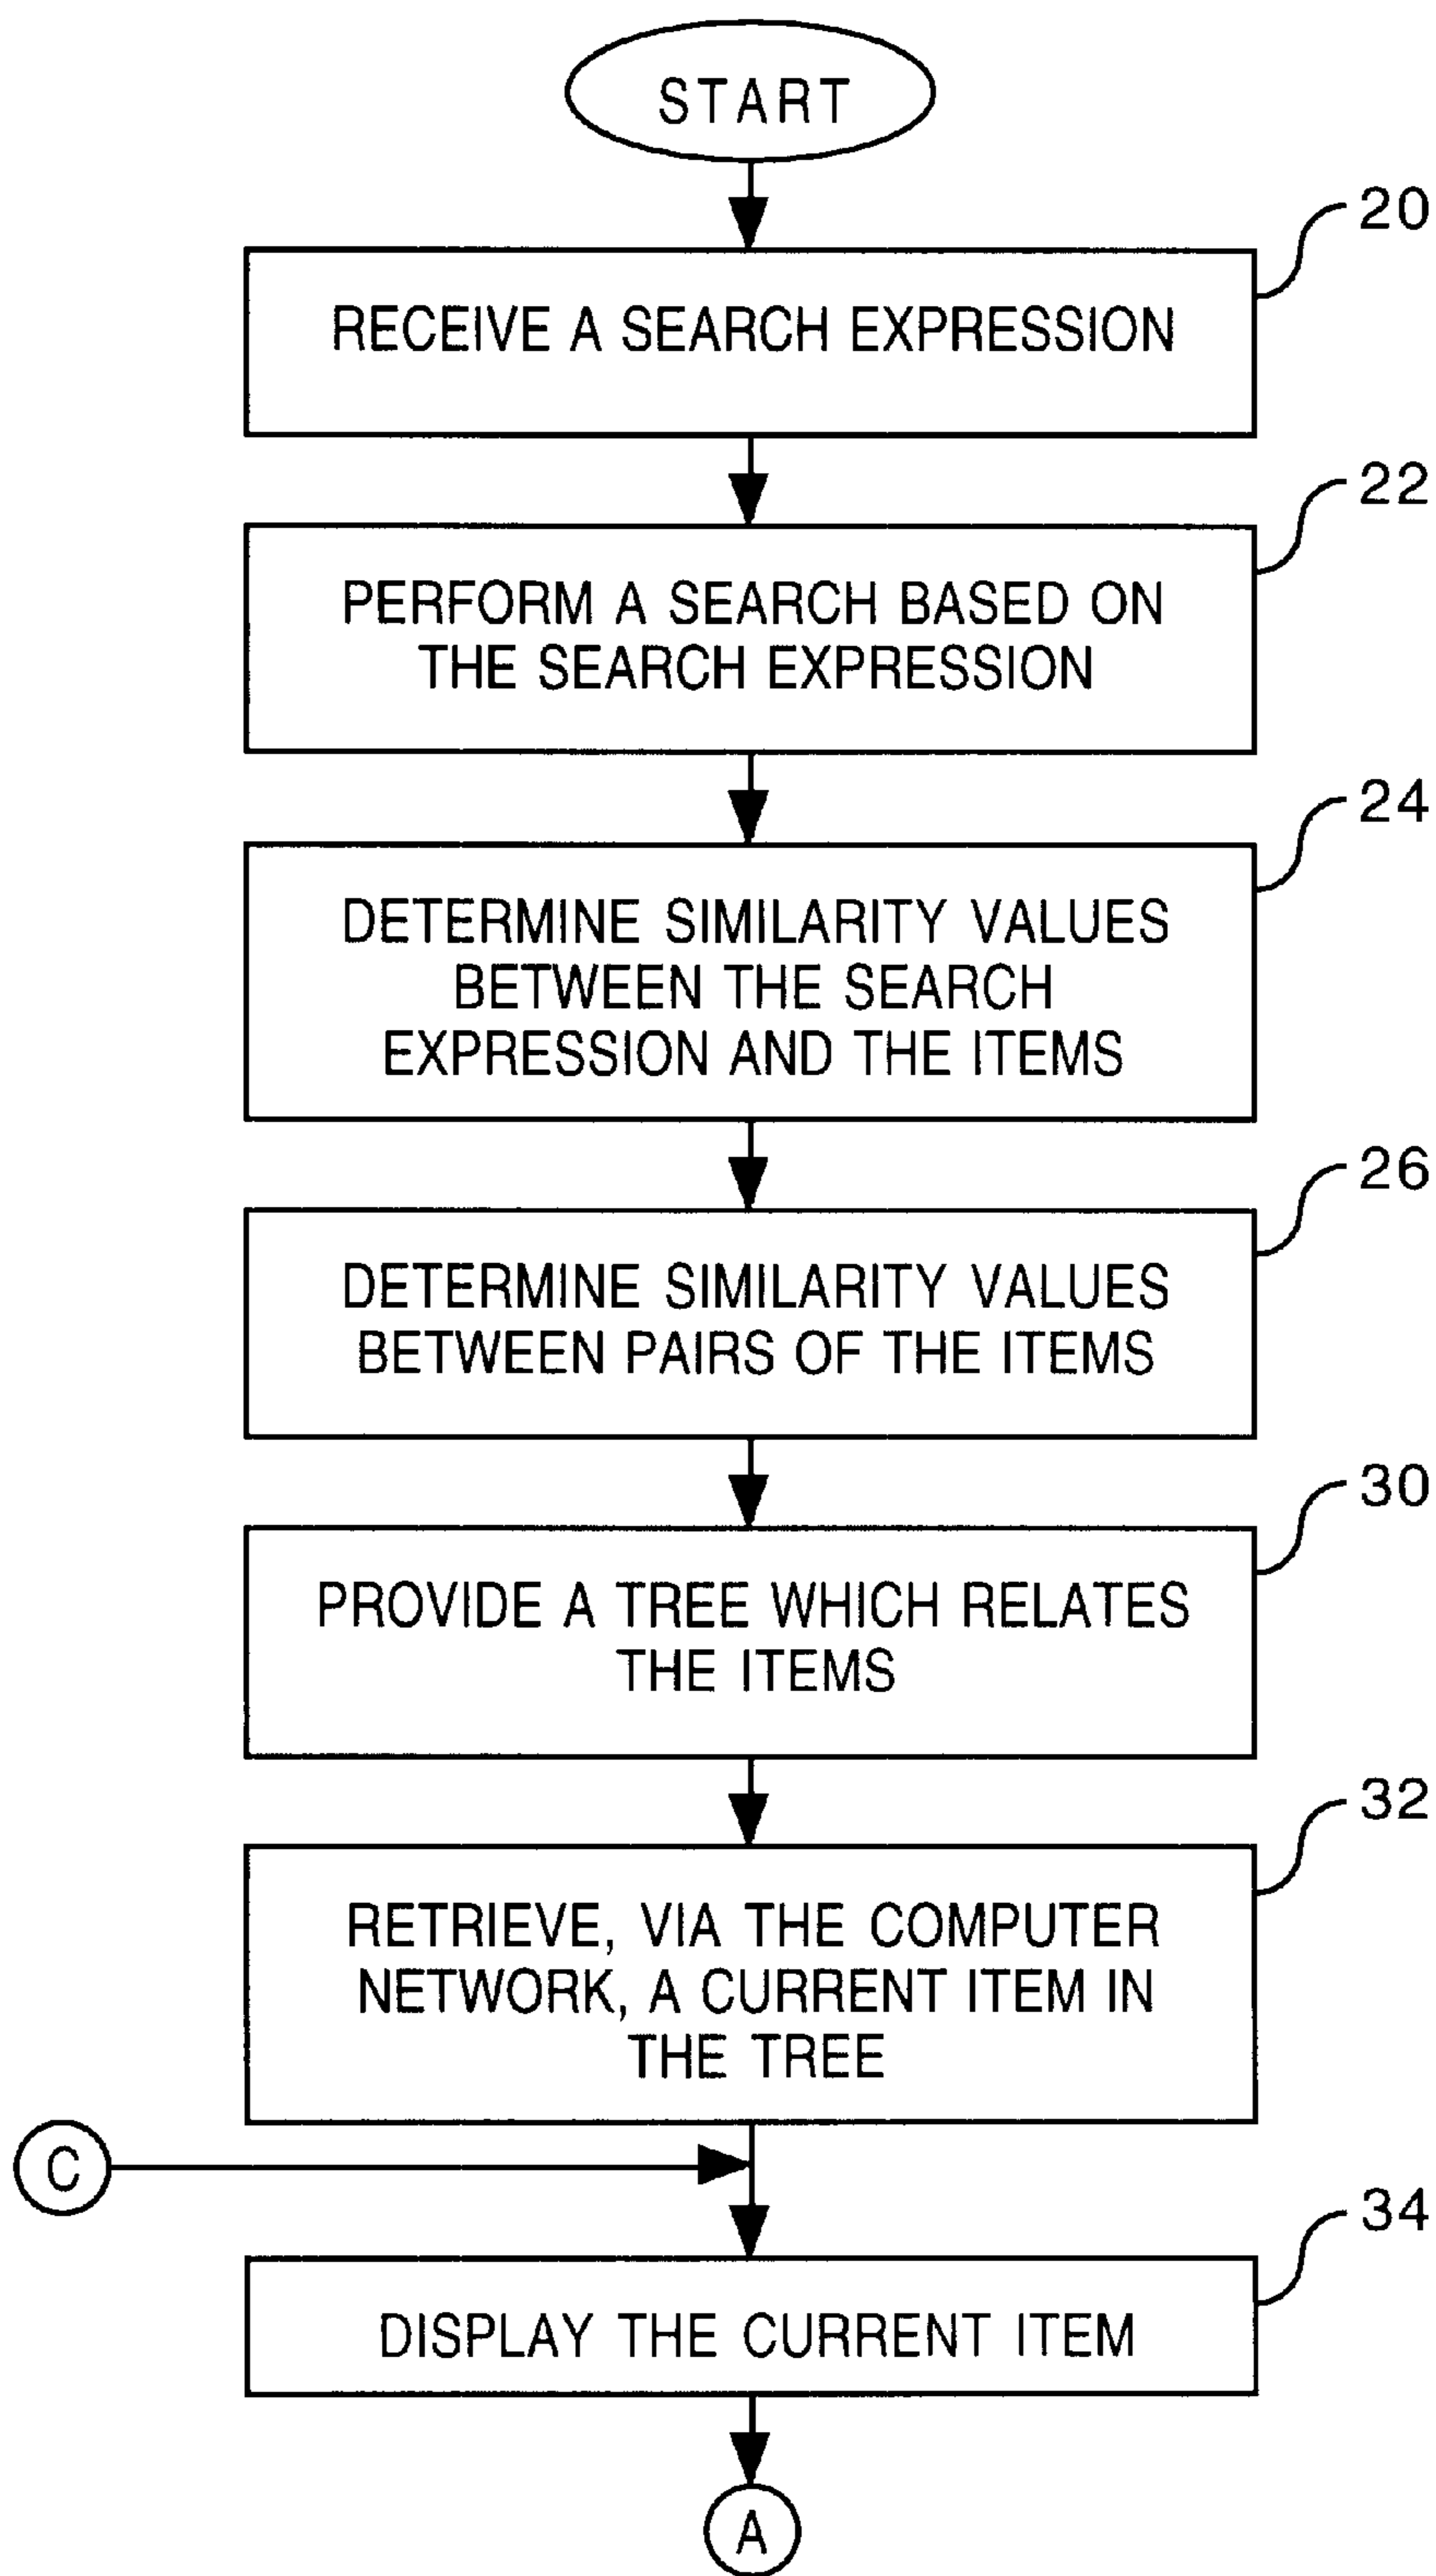 START
20
RECEIVE A SEARCH EXPRESSION
22
PERFORM A SEARCH BASED ON
THE SEARCH EXPRESSION
24
DETERMINE SIMILARITY VALUES
BETWEEN THE SEARCH
EXPRESSION AND THE ITEMS
26
DETERMINE SIMILARITY VALUES
BETWEEN PAIRS OF THE ITEMS
30
PROVIDE A TREE WHICH RELATES
THE ITEMS
32
RETRIEVE, VIA THE COMPUTER
NETWORK, A CURRENT ITEM IN
THE TREE
C
34
DISPLAY THE CURRENT ITEM
A